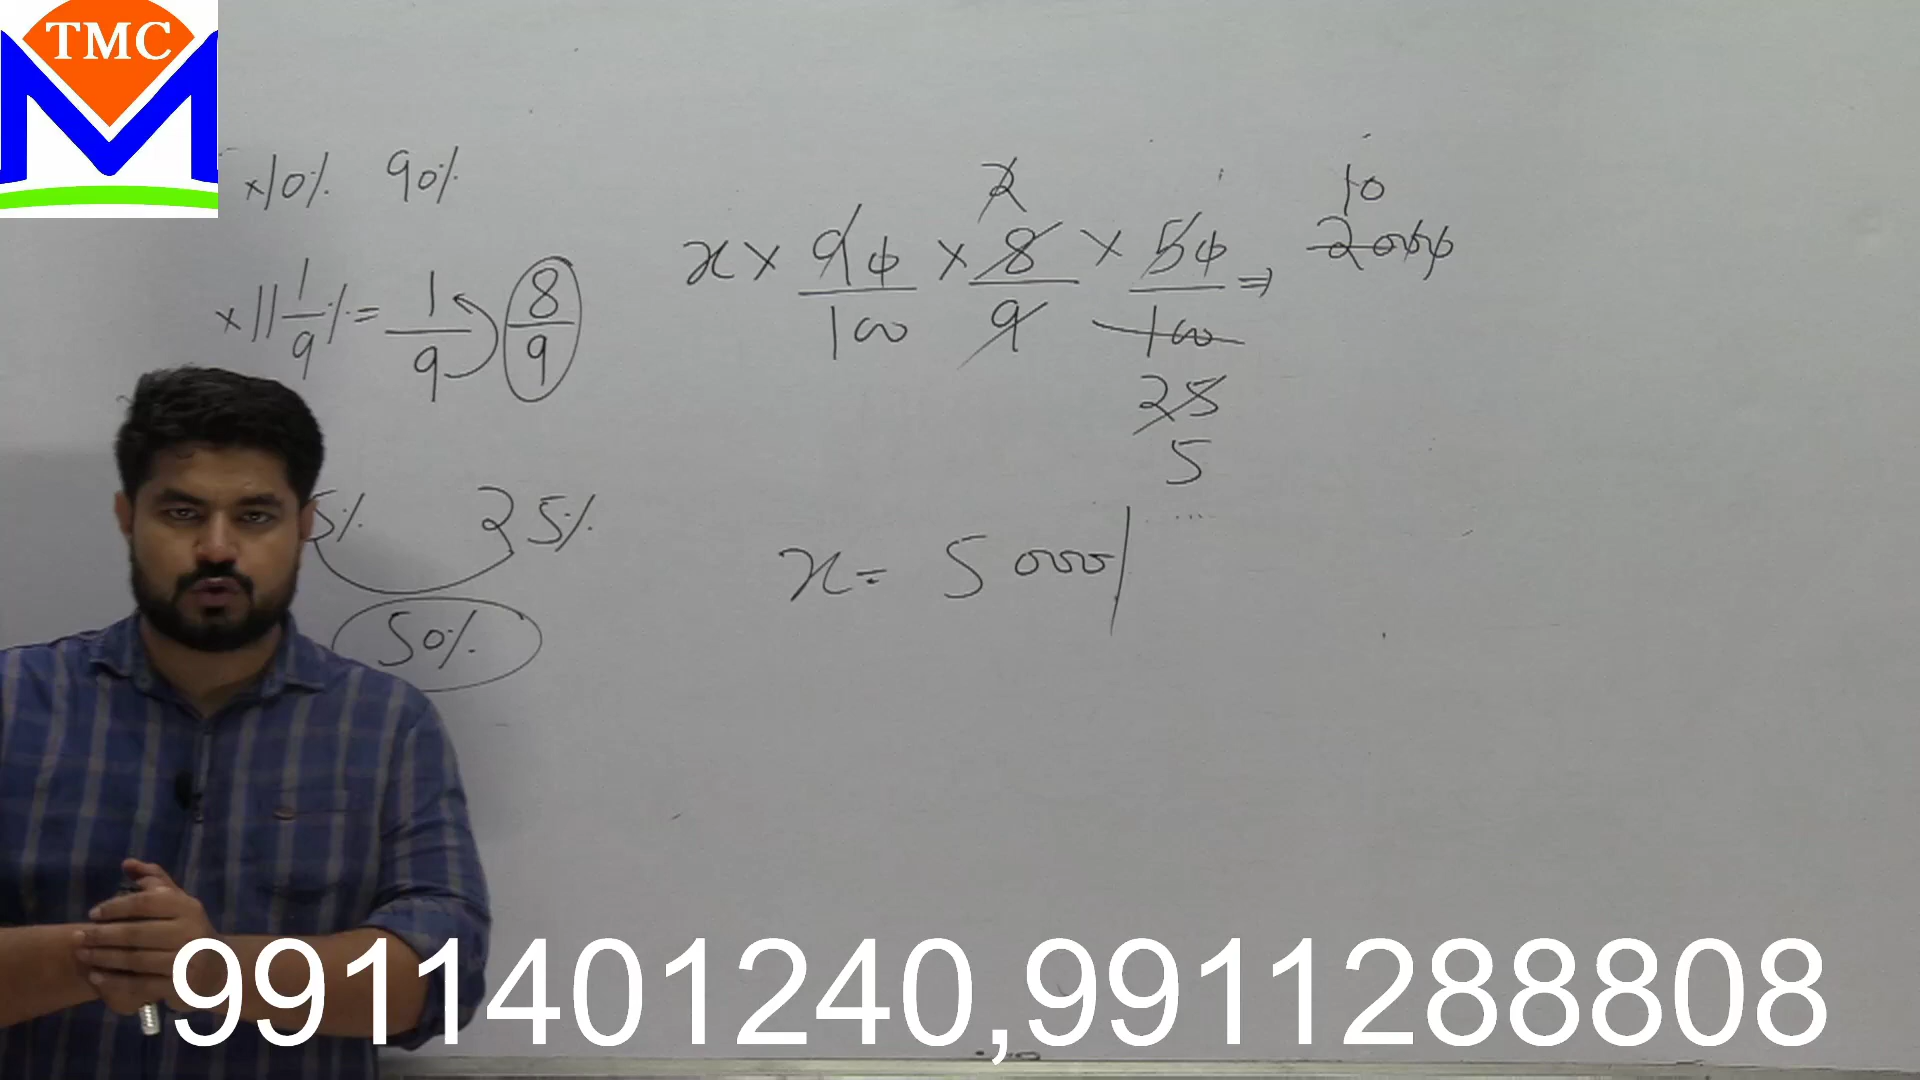 TMC
M
×10% 90%
×11 1/9 % = 1/9 8/9
5% 25%
50%
x × 90/100 × 8/9 × 50/100 ⇒ 2000
2 10
25
5
x = 5000
9911401240,9911288808